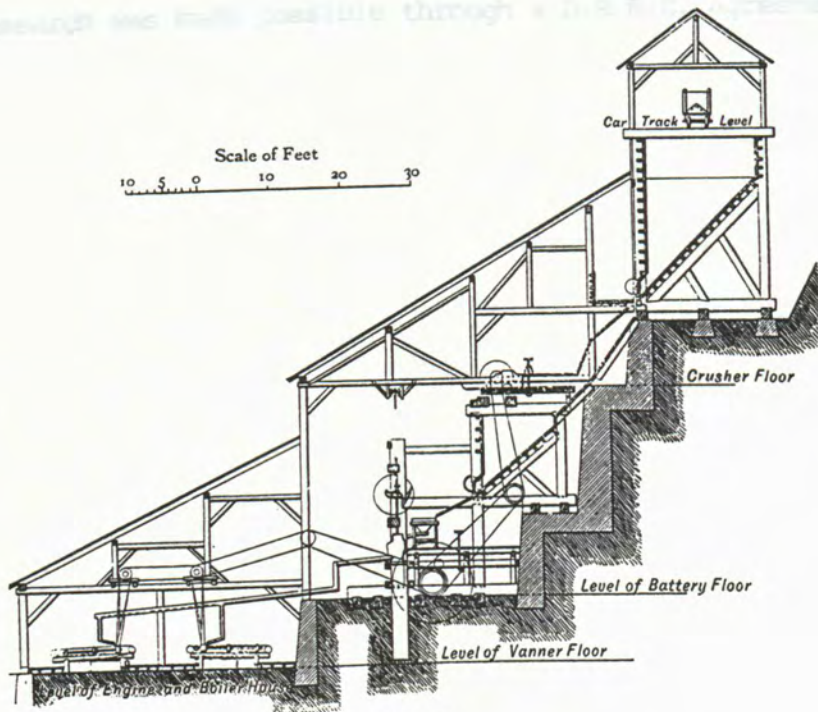 Car Track Level
Scale of Feet
10 5 0 10 20 30
Crusher Floor
Level of Battery Floor
Level of Vanner Floor
Level of Engine and Boiler House